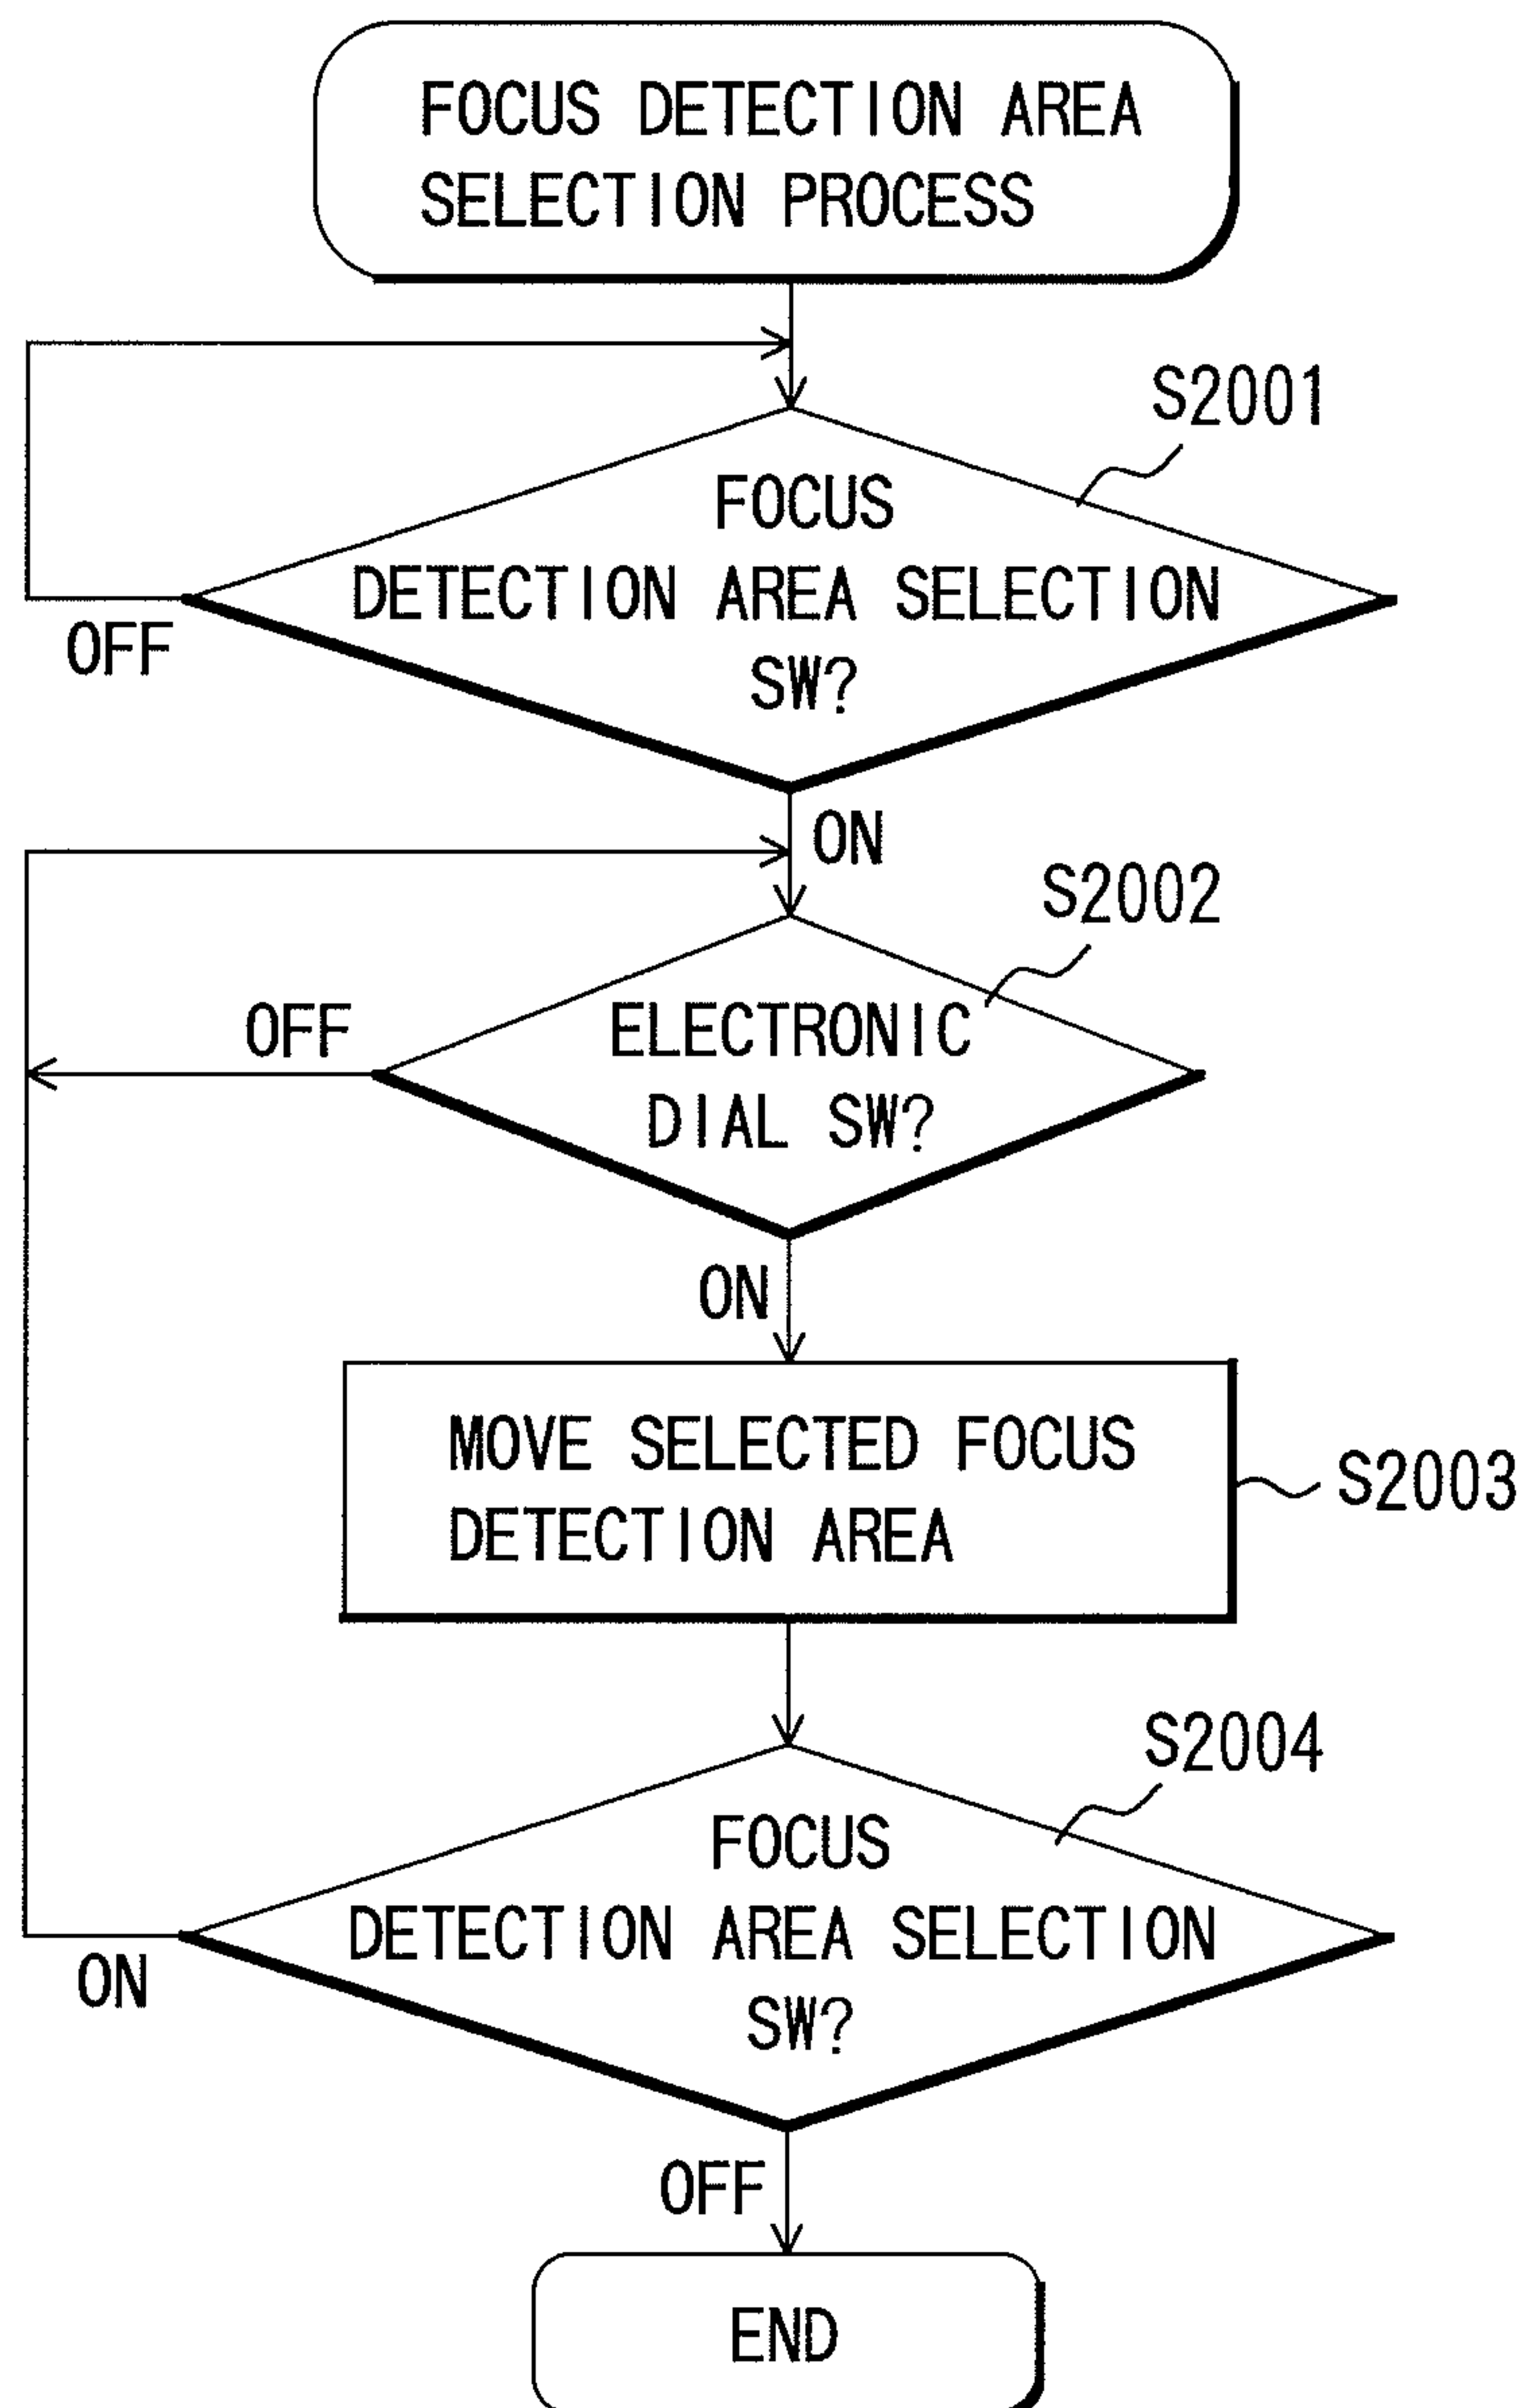 FOCUS DETECTION AREA
SELECTION PROCESS
S2001
FOCUS
DETECTION AREA SELECTION
SW?
OFF
ON
S2002
OFF
ELECTRONIC
DIAL SW?
ON
MOVE SELECTED FOCUS
DETECTION AREA
S2003
S2004
FOCUS
DETECTION AREA SELECTION
SW?
ON
OFF
END